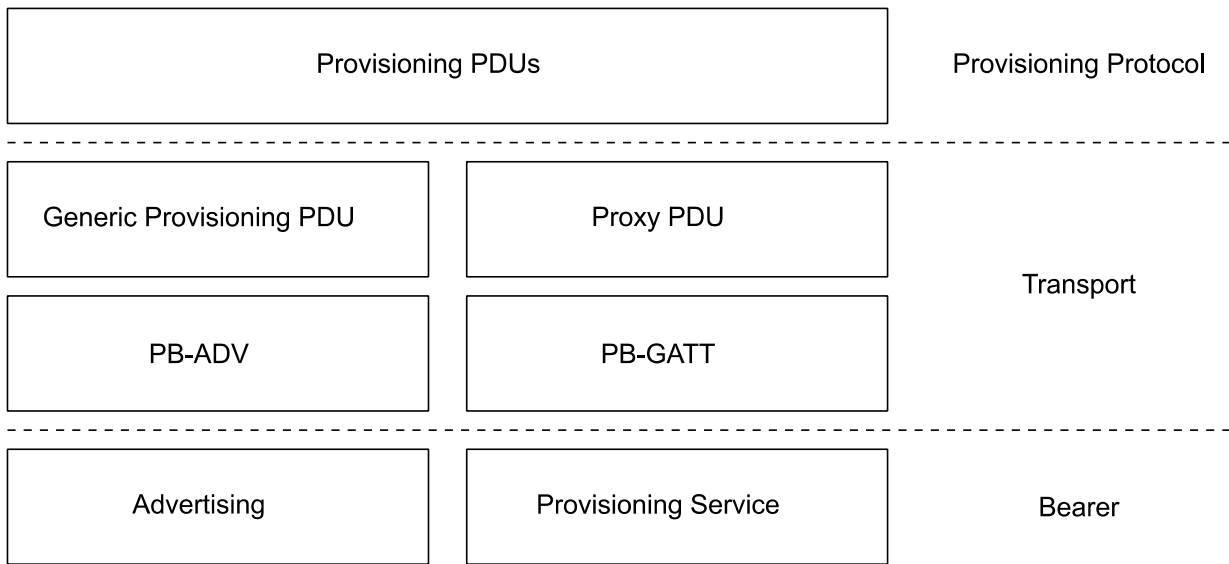 Provisioning PDUs
Provisioning Protocol
Generic Provisioning PDU
Proxy PDU
Transport
PB-ADV
PB-GATT
Advertising
Provisioning Service
Bearer